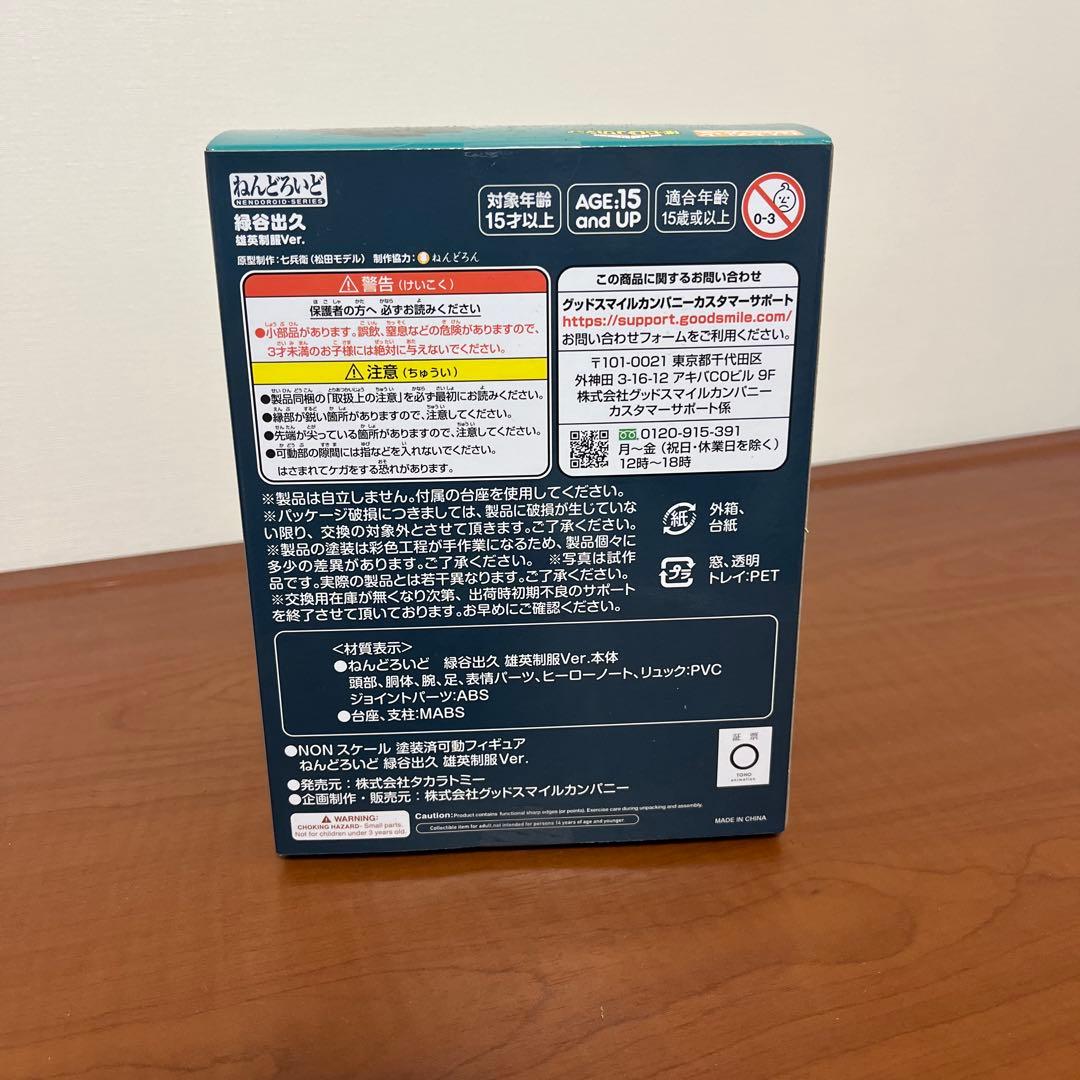 ねんどろいど
NENDOROID-SERIES
緑谷出久
雄英制服Ver.
原型制作：七兵衛（松田モデル） 制作協力： ねんどろん
対象年齢
15才以上
AGE:15
and UP
適合年齢
15歳或以上
0-3
警告（けいこく）
保護者の方へ 必ずお読みください
●小部品があります。誤飲、窒息などの危険がありますので、
3才未満のお子様には絶対に与えないでください。
注意（ちゅうい）
●製品同梱の「取扱上の注意」を必ず最初にお読みください。
●縁部が鋭い箇所がありますので、注意してください。
●先端が尖っている箇所がありますので、注意してください。
●可動部の隙間には指などを入れないでください。
はさまれてケガをする恐れがあります。
この商品に関するお問い合わせ
グッドスマイルカンパニーカスタマーサポート
https://support.goodsmile.com/
お問い合わせフォームをご利用ください。
〒101-0021 東京都千代田区
外神田 3-16-12 アキバCOビル 9F
株式会社グッドスマイルカンパニー
カスタマーサポート係
0120-915-391
月～金（祝日・休業日を除く）
12時～18時
※製品は自立しません。付属の台座を使用してください。
※パッケージ破損につきましては、製品に破損が生じていな
い限り、交換の対象外とさせて頂きます。ご了承ください。
※製品の塗装は彩色工程が手作業になるため、製品個々に
多少の差異があります。ご了承ください。 ※写真は試作
品です。実際の製品とは若干異なります。ご了承ください。
※交換用在庫が無くなり次第、出荷時初期不良のサポート
を終了させて頂いております。お早めにご確認ください。
紙
外箱、
台紙
プラ
窓、透明
トレイ：PET
＜材質表示＞
●ねんどろいど 緑谷出久 雄英制服Ver.本体
頭部、胴体、腕、足、表情パーツ、ヒーローノート、リュック：PVC
ジョイントパーツ：ABS
●台座、支柱：MABS
●NON スケール 塗装済可動フィギュア
ねんどろいど 緑谷出久 雄英制服Ver.
●発売元：株式会社タカラトミー
●企画制作・販売元：株式会社グッドスマイルカンパニー
証 票
TOHO
animation
WARNING:
CHOKING HAZARD- Small parts.
Not for children under 3 years old.
Caution:Product contains functional sharp edges (or points). Exercise care during unpacking and assembly.
Collectible item for adult,not intended for persons 14 years of age and younger.
MADE IN CHINA